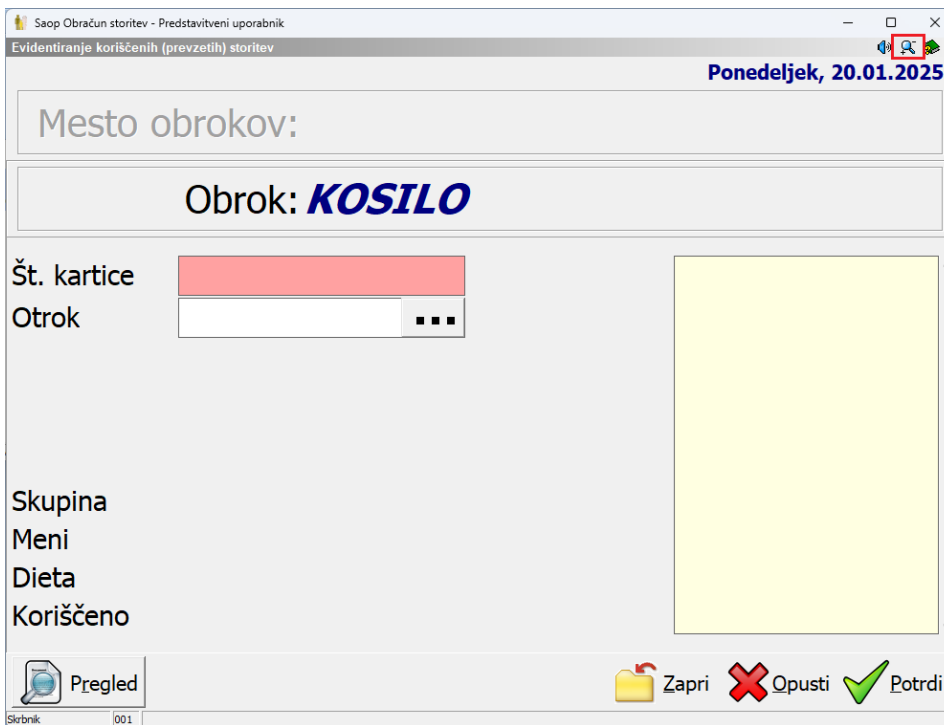 Saop Obračun storitev - Predstavitveni uporabnik
Evidentiranje koriščenih (prevzetih) storitev
Ponedeljek, 20.01.2025
Mesto obrokov:
Obrok: KOSILO
Št. kartice
Otrok
Skupina
Meni
Dieta
Koriščeno
Pregled Zapri Opusti Potrdi
Skrbnik 001